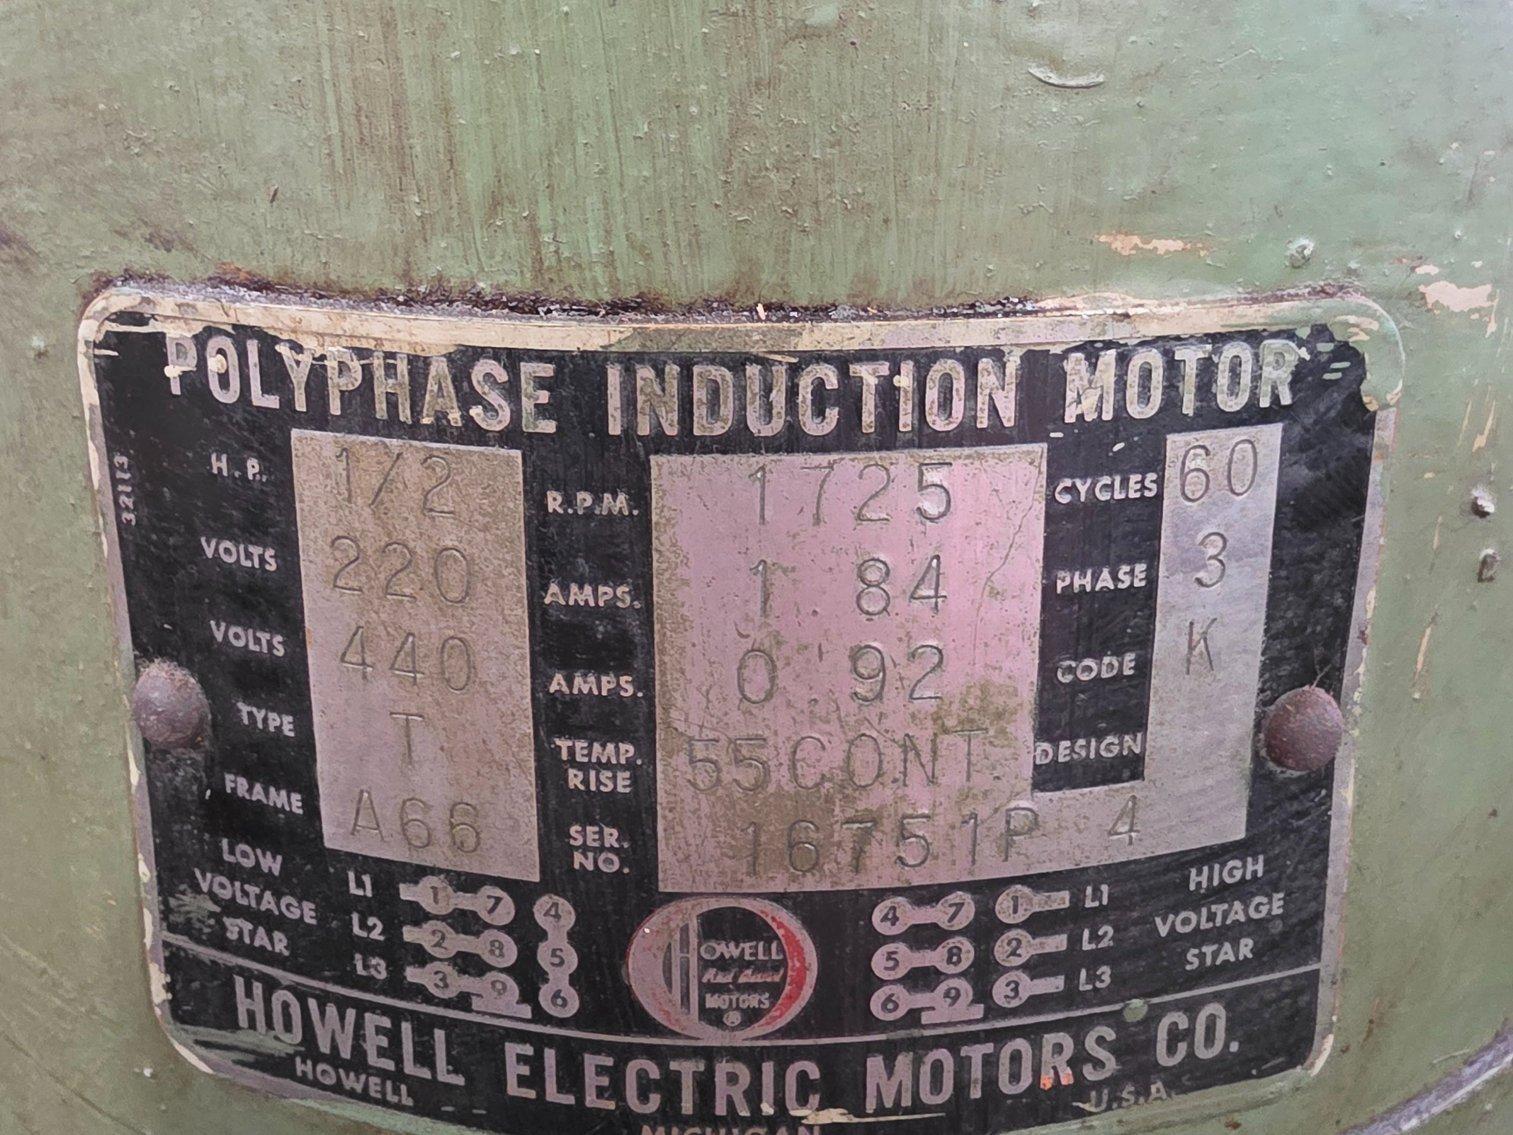 POLYPHASE INDUCTION MOTOR
32113
H.P. 1/2 R.P.M. 1725 CYCLES 60
VOLTS 220 AMPS. 1.84 PHASE 3
VOLTS 440 AMPS. 0.92 CODE K
TYPE T TEMP. RISE 55CONT DESIGN
FRAME A66 SER. NO. 16751P 4
LOW VOLTAGE STAR
L1 1 7 4
L2 2 8 5
L3 3 9 6
HOWELL
MOTORS
4 7 1 L1
5 8 2 L2
6 9 3 L3
HIGH VOLTAGE STAR
HOWELL ELECTRIC MOTORS CO.
HOWELL MICHIGAN U.S.A.